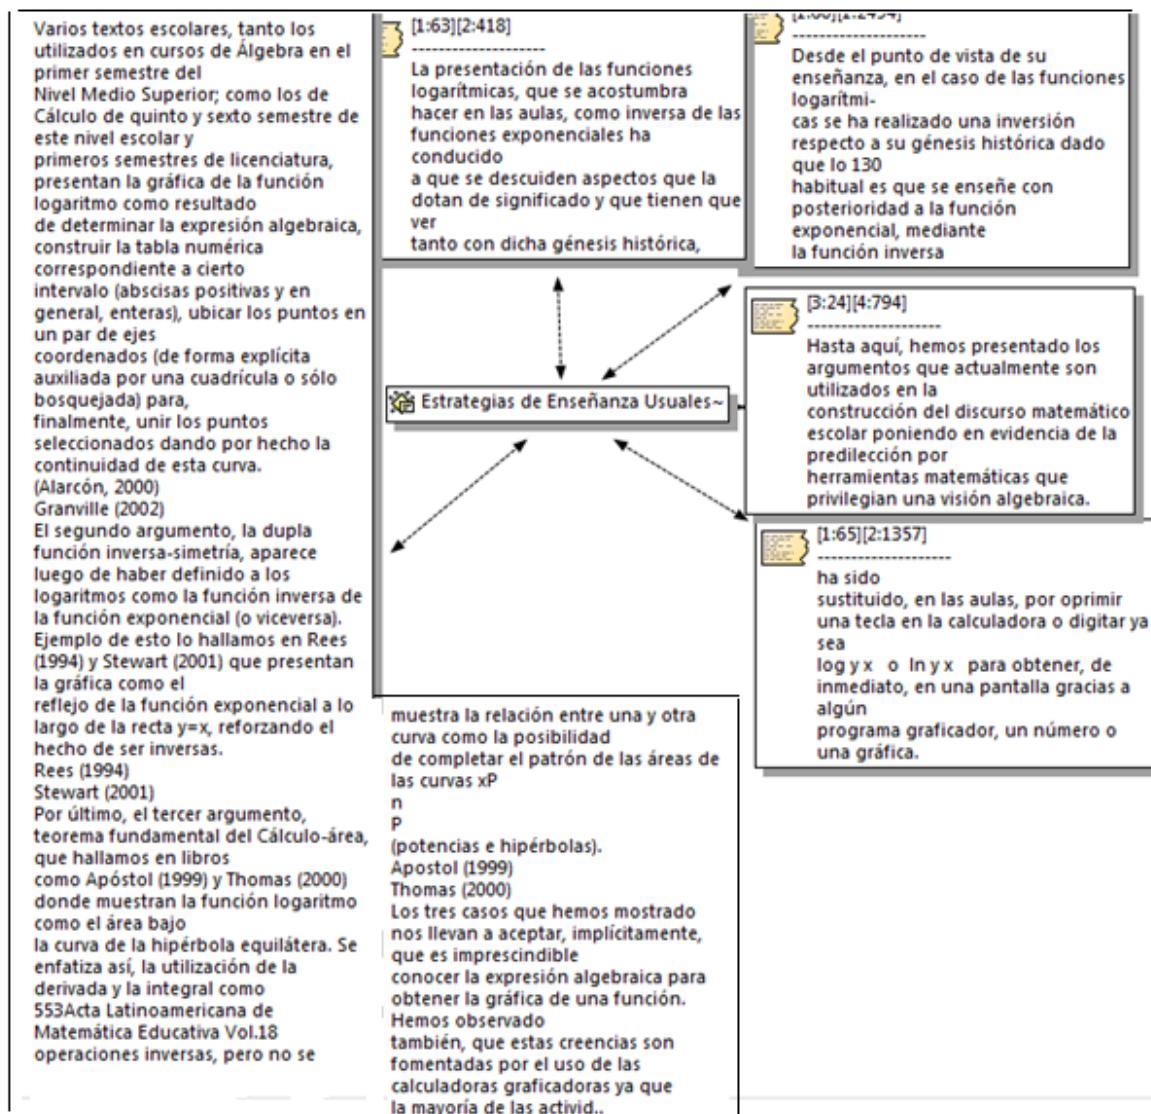 Varios textos escolares, tanto los
utilizados en cursos de Álgebra en el
primer semestre del
Nivel Medio Superior; como los de
Cálculo de quinto y sexto semestre de
este nivel escolar y
primeros semestres de licenciatura,
presentan la gráfica de la función
logaritmo como resultado
de determinar la expresión algebraica,
construir la tabla numérica
correspondiente a cierto
intervalo (abscisas positivas y en
general, enteras), ubicar los puntos en
un par de ejes
coordenados (de forma explícita
auxiliada por una cuadrícula o sólo
bosquejada) para,
finalmente, unir los puntos
seleccionados dando por hecho la
continuidad de esta curva.
(Alarcón, 2000)
Granville (2002)
El segundo argumento, la dupla
función inversa-simetría, aparece
luego de haber definido a los
logaritmos como la función inversa de
la función exponencial (o viceversa).
Ejemplo de esto lo hallamos en Rees
(1994) y Stewart (2001) que presentan
la gráfica como el
reflejo de la función exponencial a lo
largo de la recta y=x, reforzando el
hecho de ser inversas.
Rees (1994)
Stewart (2001)
Por último, el tercer argumento,
teorema fundamental del Cálculo-área,
que hallamos en libros
como Apóstol (1999) y Thomas (2000)
donde muestran la función logaritmo
como el área bajo
la curva de la hipérbola equilátera. Se
enfatiza así, la utilización de la
derivada y la integral como
553Acta Latinoamericana de
Matemática Educativa Vol.18
operaciones inversas, pero no se
muestra la relación entre una y otra
curva como la posibilidad
de completar el patrón de las áreas de
las curvas xP
n
P
(potencias e hipérbolas).
Apostol (1999)
Thomas (2000)
Los tres casos que hemos mostrado
nos llevan a aceptar, implícitamente,
que es imprescindible
conocer la expresión algebraica para
obtener la gráfica de una función.
Hemos observado
también, que estas creencias son
fomentadas por el uso de las
calculadoras graficadoras ya que
la mayoría de las activid..
[1:63][2:418]
--------------------
La presentación de las funciones
logarítmicas, que se acostumbra
hacer en las aulas, como inversa de las
funciones exponenciales ha
conducido
a que se descuiden aspectos que la
dotan de significado y que tienen que
ver
tanto con dicha génesis histórica,
--------------------
Desde el punto de vista de su
enseñanza, en el caso de las funciones
logarítmi-
cas se ha realizado una inversión
respecto a su génesis histórica dado
que lo 130
habitual es que se enseñe con
posterioridad a la función
exponencial, mediante
la función inversa
Estrategias de Enseñanza Usuales~
[3:24][4:794]
--------------------
Hasta aquí, hemos presentado los
argumentos que actualmente son
utilizados en la
construcción del discurso matemático
escolar poniendo en evidencia de la
predilección por
herramientas matemáticas que
privilegian una visión algebraica.
[1:65][2:1357]
--------------------
ha sido
sustituido, en las aulas, por oprimir
una tecla en la calculadora o digitar ya
sea
log y x o ln y x para obtener, de
inmediato, en una pantalla gracias a
algún
programa graficador, un número o
una gráfica.